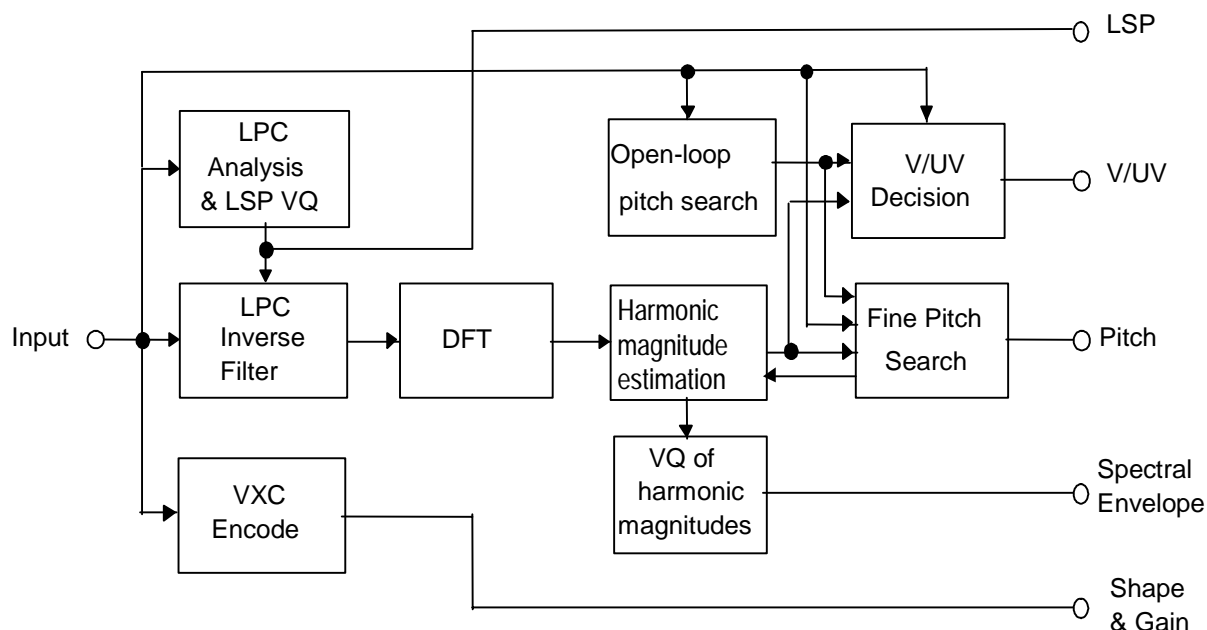 LSP
LPC
Analysis
& LSP VQ
Open-loop
pitch search
V/UV
Decision
V/UV
Input
LPC
Inverse
Filter
DFT
Harmonic
magnitude
estimation
Fine Pitch
Search
Pitch
VQ of
harmonic
magnitudes
Spectral
Envelope
VXC
Encode
Shape
& Gain